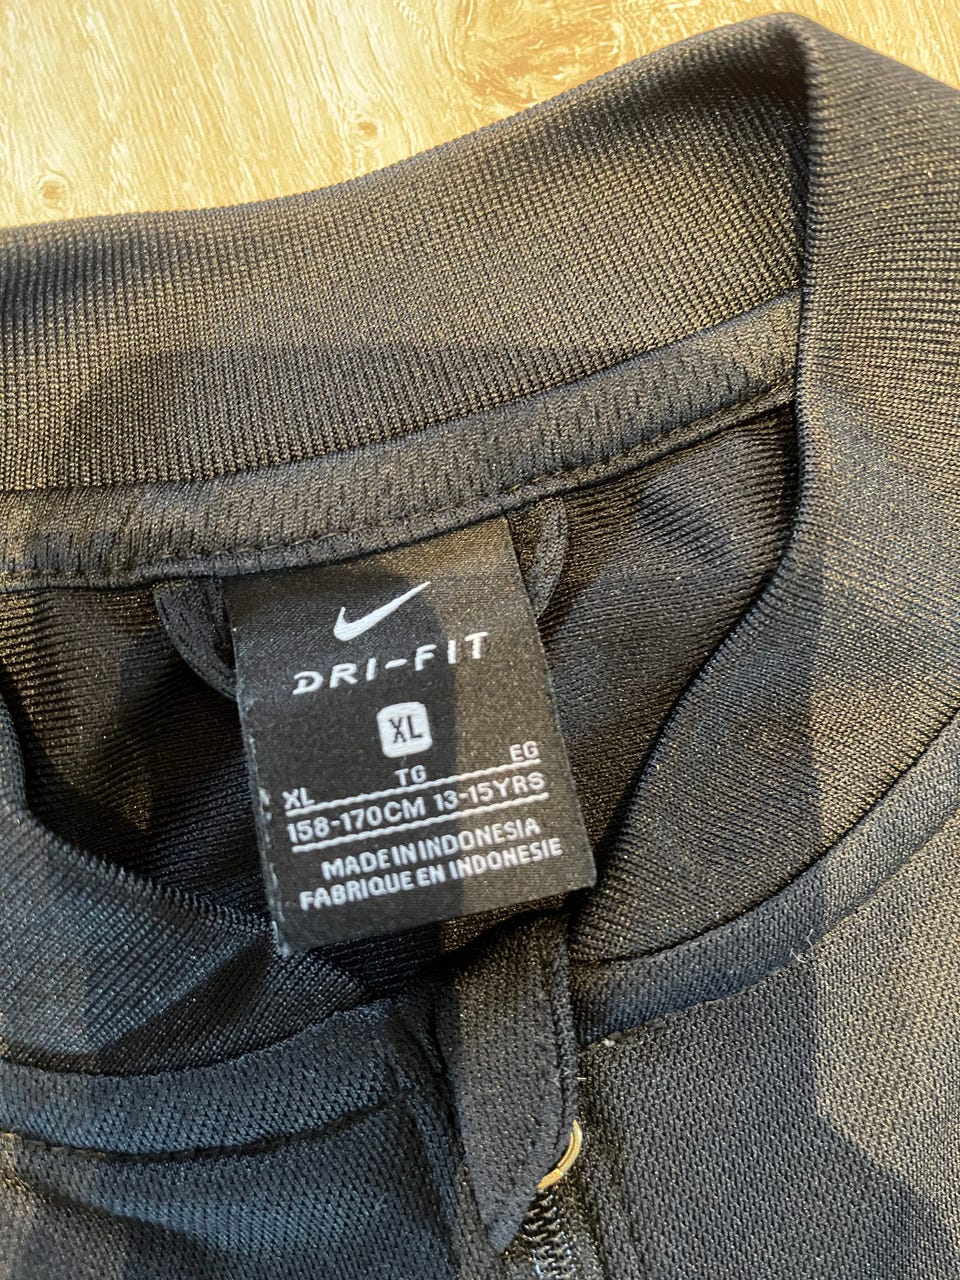 DRI-FIT
XL
XL TG EG
158-170CM 13-15YRS
MADE IN INDONESIA
FABRIQUE EN INDONESIE